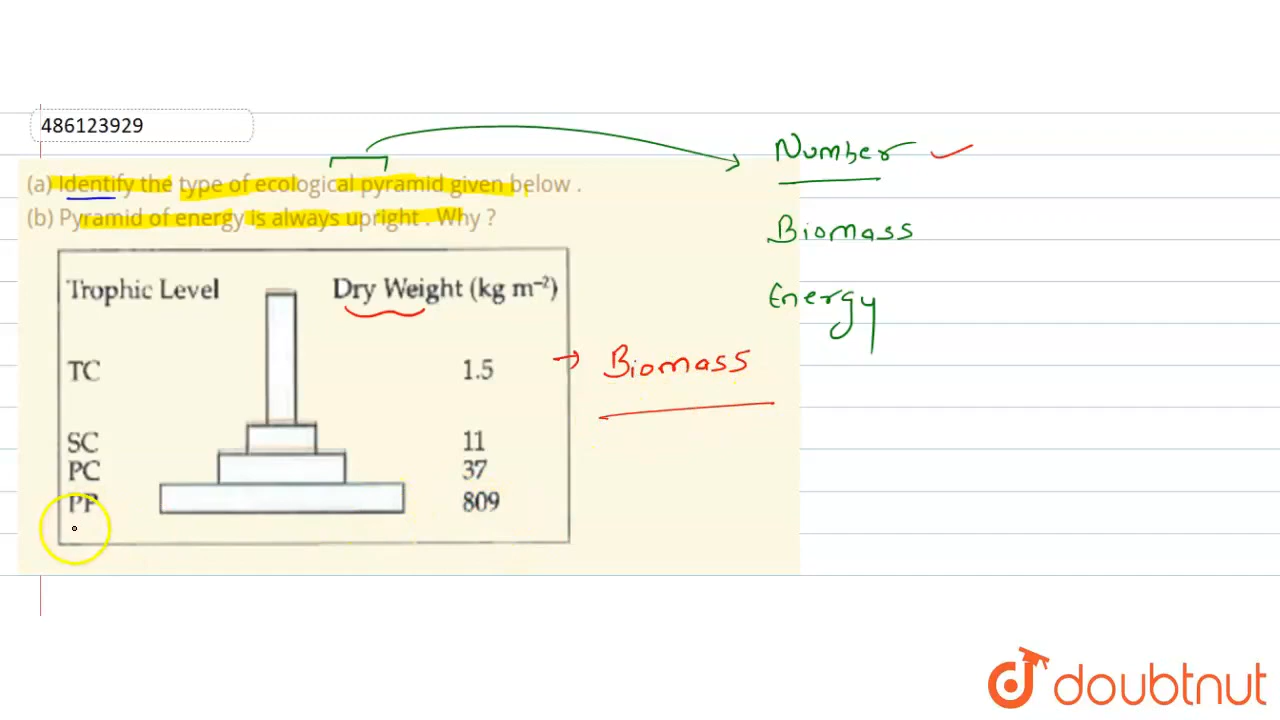 486123929
(a) Identify the type of ecological pyramid given below .
(b) Pyramid of energy is always upright . Why ?
Number
Biomass
Energy
Trophic Level Dry Weight (kg m⁻²)
TC 1.5
→ Biomass
SC 11
PC 37
PP 809
doubtnut